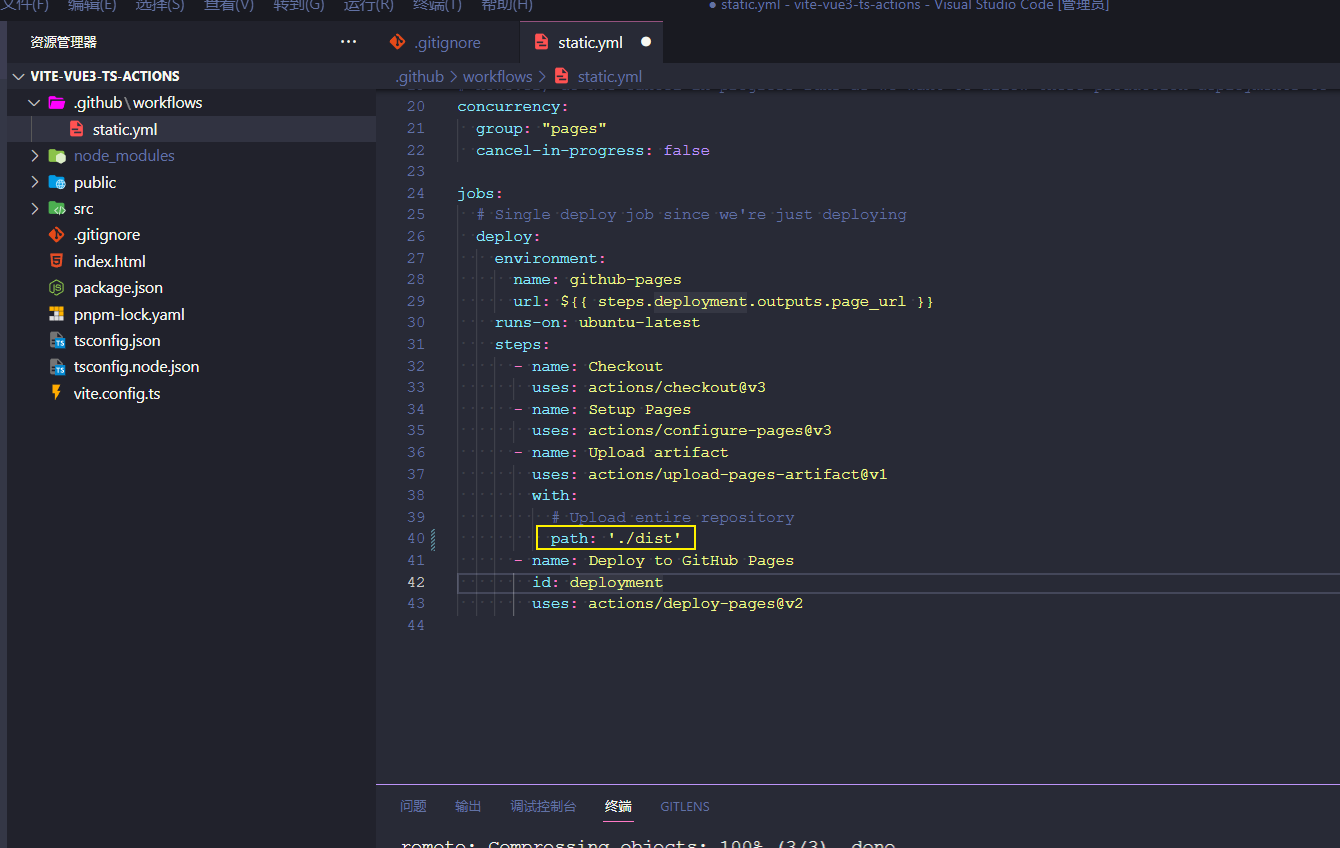 文件(F) 编辑(E) 选择(S) 查看(V) 转到(G) 运行(R) 终端(T) 帮助(H)
● static.yml - vite-vue3-ts-actions - Visual Studio Code [管理员]
资源管理器 ···
.gitignore
static.yml ●
VITE-VUE3-TS-ACTIONS
.github\workflows
static.yml
node_modules
public
src
.gitignore
index.html
package.json
pnpm-lock.yaml
tsconfig.json
tsconfig.node.json
vite.config.ts
.github > workflows > static.yml
20 concurrency:
21 group: "pages"
22 cancel-in-progress: false
23
24 jobs:
25 # Single deploy job since we're just deploying
26 deploy:
27 environment:
28 name: github-pages
29 url: ${{ steps.deployment.outputs.page_url }}
30 runs-on: ubuntu-latest
31 steps:
32 - name: Checkout
33 uses: actions/checkout@v3
34 - name: Setup Pages
35 uses: actions/configure-pages@v3
36 - name: Upload artifact
37 uses: actions/upload-pages-artifact@v1
38 with:
39 # Upload entire repository
40 path: './dist'
41 - name: Deploy to GitHub Pages
42 id: deployment
43 uses: actions/deploy-pages@v2
44
问题 输出 调试控制台 终端 GITLENS
remote: Compressing objects: 100% (3/3), done.